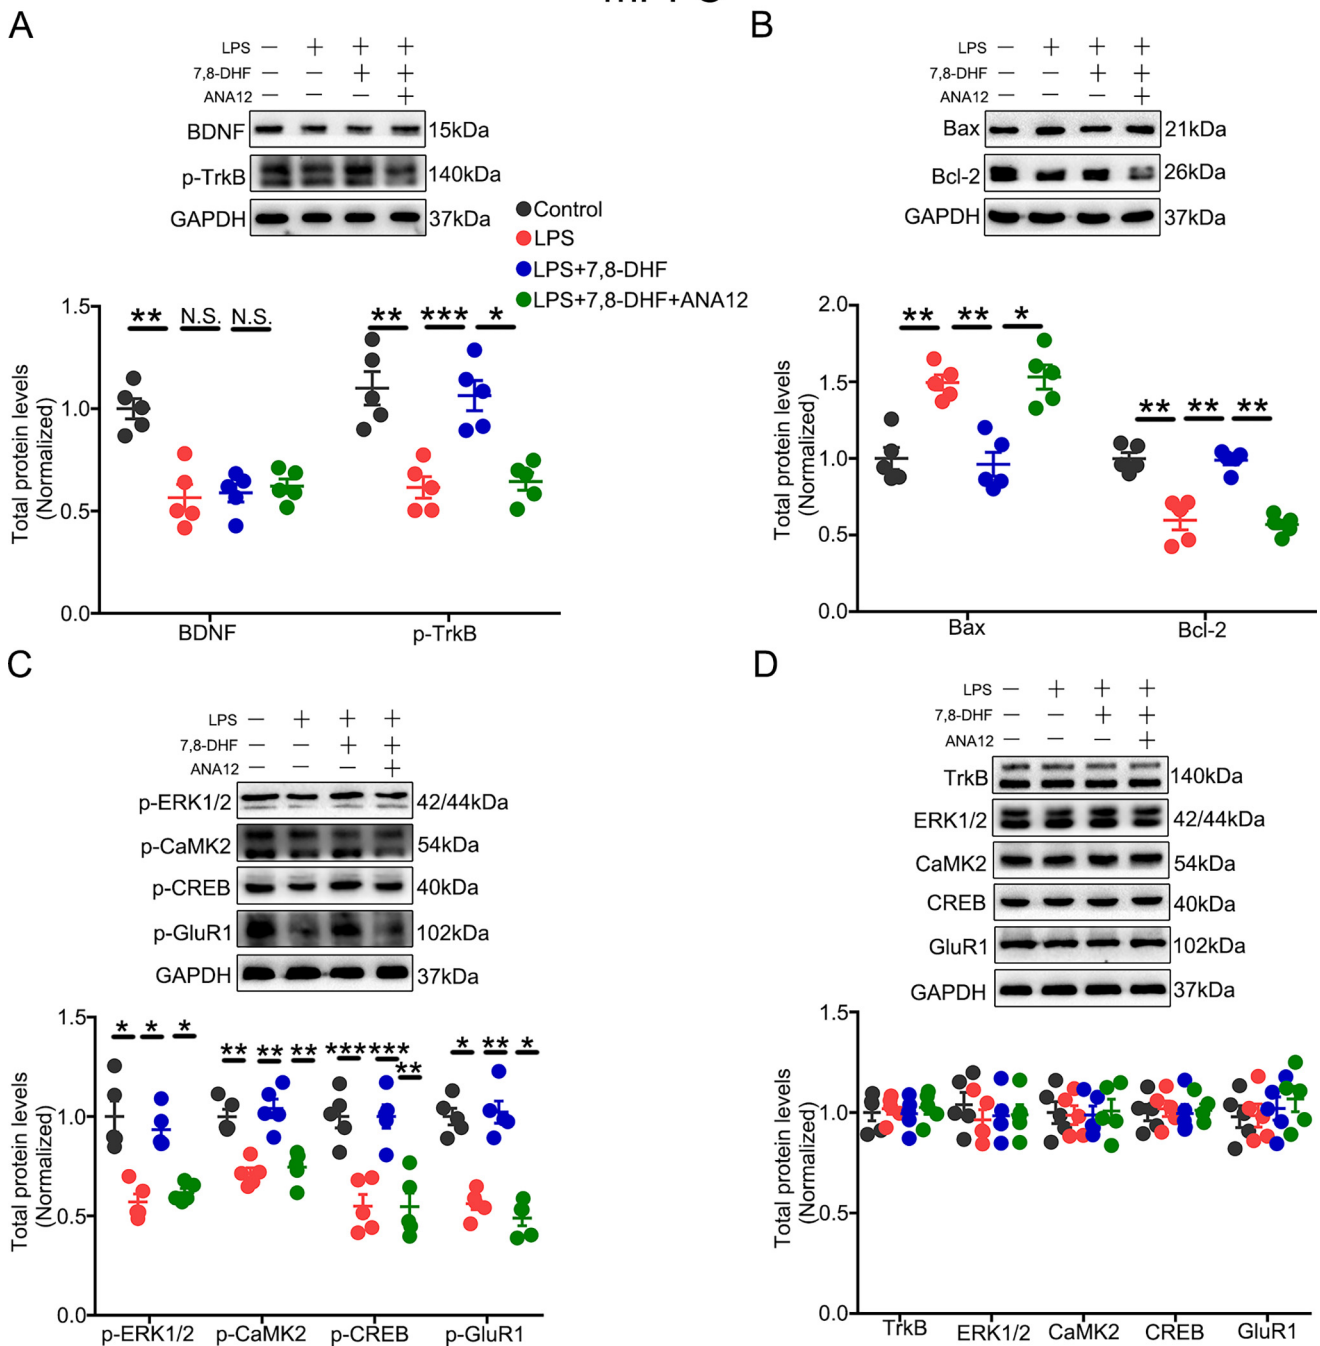 A
LPS — + + +
7,8-DHF — — + +
ANA12 — — — +
BDNF 15kDa
p-TrkB 140kDa
GAPDH 37kDa
Control
LPS
LPS+7,8-DHF
LPS+7,8-DHF+ANA12
** N.S. N.S. ** *** *
1.5
1.0
0.5
0.0
Total protein levels
(Normalized)
BDNF p-TrkB
B
LPS — + + +
7,8-DHF — — + +
ANA12 — — — +
Bax 21kDa
Bcl-2 26kDa
GAPDH 37kDa
** ** * ** ** **
2.0
1.5
1.0
0.5
0.0
Total protein levels
(Normalized)
Bax Bcl-2
C
LPS — + + +
7,8-DHF — — + +
ANA12 — — — +
p-ERK1/2 42/44kDa
p-CaMK2 54kDa
p-CREB 40kDa
p-GluR1 102kDa
GAPDH 37kDa
* * * ** ** ** *** *** ** * ** *
1.5
1.0
0.5
0.0
Total protein levels
(Normalized)
p-ERK1/2 p-CaMK2 p-CREB p-GluR1
D
LPS — + + +
7,8-DHF — — + +
ANA12 — — — +
TrkB 140kDa
ERK1/2 42/44kDa
CaMK2 54kDa
CREB 40kDa
GluR1 102kDa
GAPDH 37kDa
1.5
1.0
0.5
0.0
Total protein levels
(Normalized)
TrkB ERK1/2 CaMK2 CREB GluR1